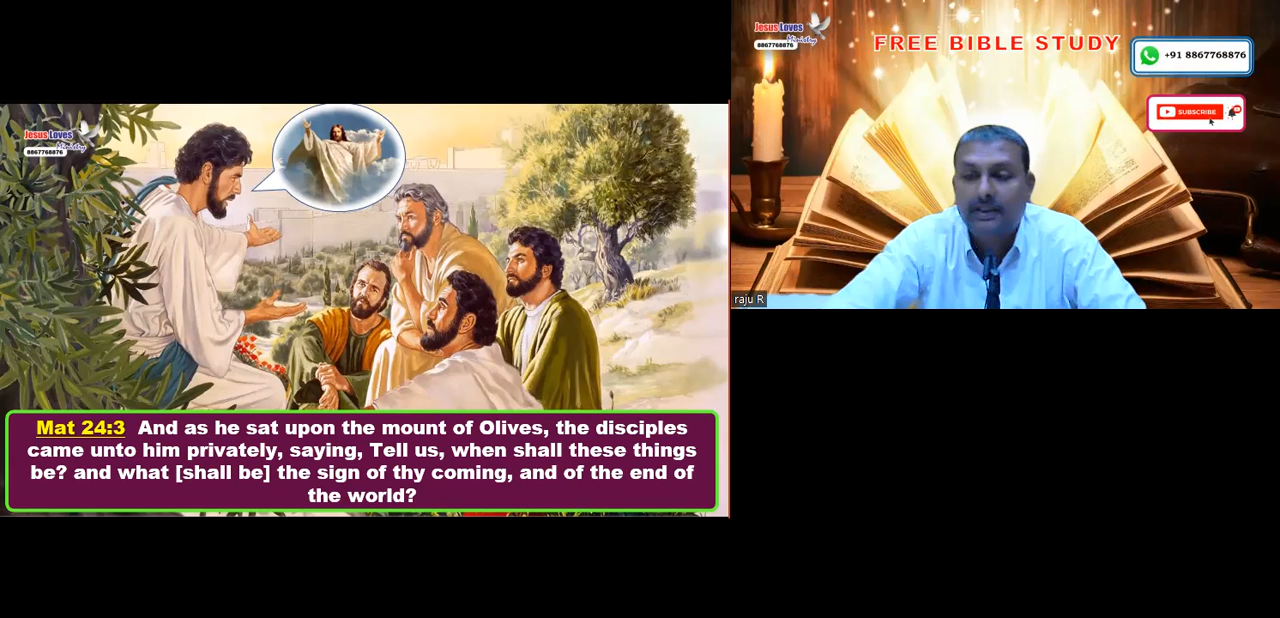 Jesus Loves
Ministry
8867768876
Mat 24:3 And as he sat upon the mount of Olives, the disciples
came unto him privately, saying, Tell us, when shall these things
be? and what [shall be] the sign of thy coming, and of the end of
the world?
Jesus Loves
Ministry
8867768876
FREE BIBLE STUDY
+91 8867768876
SUBSCRIBE
raju R